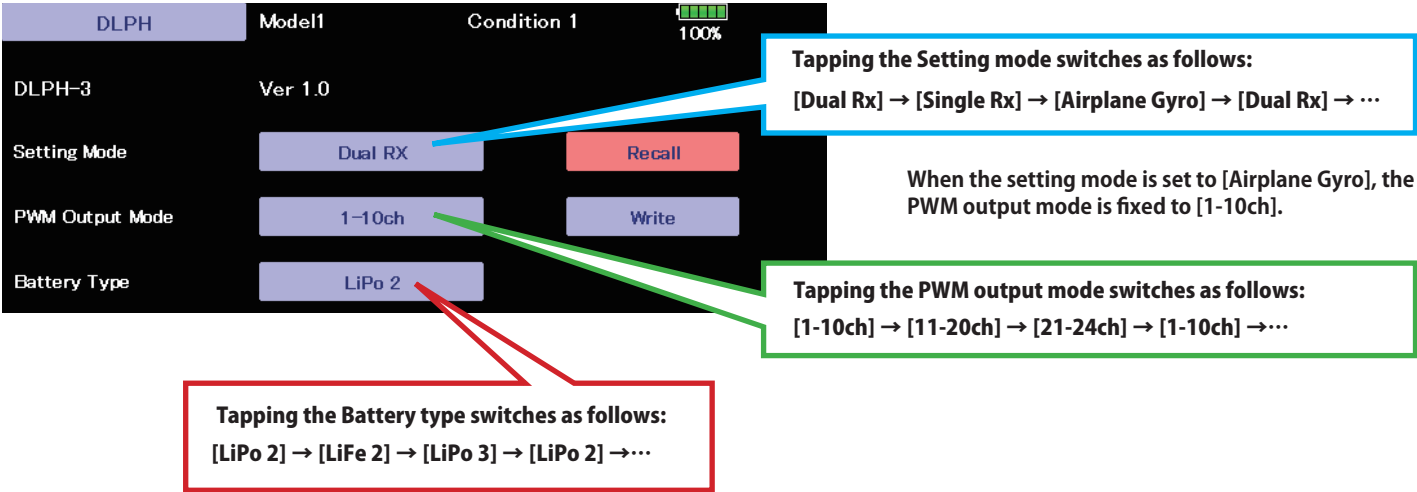 DLPH Model1 Condition 1 100%
DLPH-3 Ver 1.0
Setting Mode Dual RX Recall
PWM Output Mode 1-10ch Write
Battery Type LiPo 2
Tapping the Setting mode switches as follows:
[Dual Rx] → [Single Rx] → [Airplane Gyro] → [Dual Rx] → ⋯
When the setting mode is set to [Airplane Gyro], the
PWM output mode is fixed to [1-10ch].
Tapping the PWM output mode switches as follows:
[1-10ch] → [11-20ch] → [21-24ch] → [1-10ch] →⋯
Tapping the Battery type switches as follows:
[LiPo 2] → [LiFe 2] → [LiPo 3] → [LiPo 2] →⋯